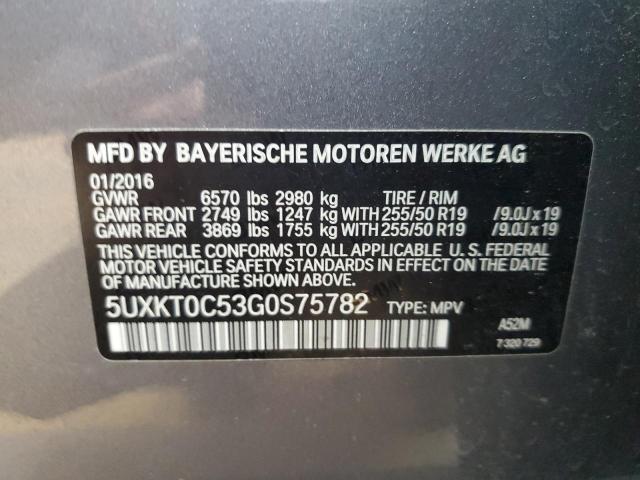 MFD BY BAYERISCHE MOTOREN WERKE AG
01/2016
GVWR 6570 lbs 2980 kg TIRE / RIM
GAWR FRONT 2749 lbs 1247 kg WITH 255/50 R19 /9.0J x 19
GAWR REAR 3869 lbs 1755 kg WITH 255/50 R19 /9.0J x 19
THIS VEHICLE CONFORMS TO ALL APPLICABLE U. S. FEDERAL
MOTOR VEHICLE SAFETY STANDARDS IN EFFECT ON THE DATE
OF MANUFACTURE SHOWN ABOVE.
5UXKT0C53G0S75782 TYPE: MPV
A52M
7 320 729